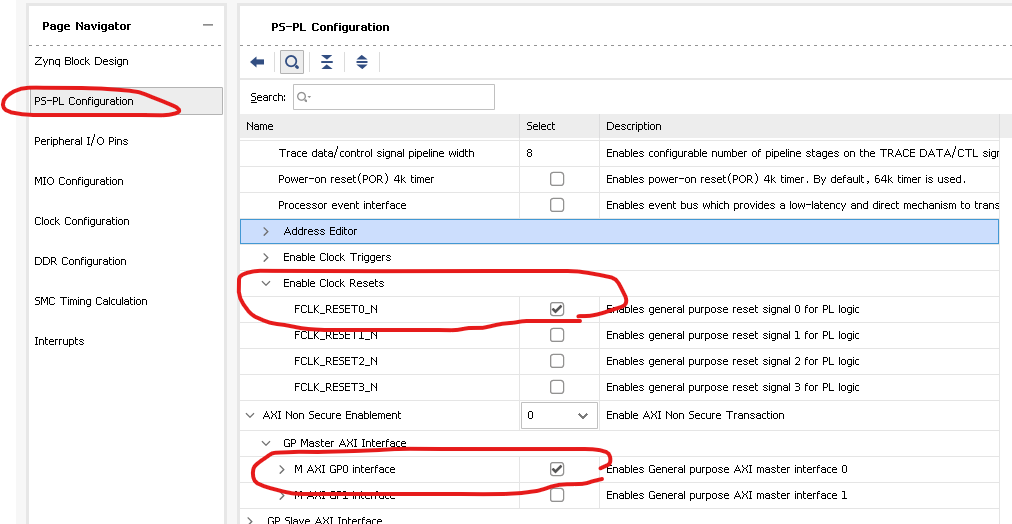 Page Navigator
Zynq Block Design
PS-PL Configuration
Peripheral I/O Pins
MIO Configuration
Clock Configuration
DDR Configuration
SMC Timing Calculation
Interrupts
PS-PL Configuration
Search:
Name Select Description
Trace data/control signal pipeline width 8 Enables configurable number of pipeline stages on the TRACE DATA/CTL sign
Power-on reset(POR) 4k timer Enables power-on reset(POR) 4k timer. By default, 64k timer is used.
Processor event interface Enables event bus which provides a low-latency and direct mechanism to trans
Address Editor
Enable Clock Triggers
Enable Clock Resets
FCLK_RESET0_N Enables general purpose reset signal 0 for PL logic
FCLK_RESET1_N Enables general purpose reset signal 1 for PL logic
FCLK_RESET2_N Enables general purpose reset signal 2 for PL logic
FCLK_RESET3_N Enables general purpose reset signal 3 for PL logic
AXI Non Secure Enablement 0 Enable AXI Non Secure Transaction
GP Master AXI Interface
M AXI GP0 interface Enables General purpose AXI master interface 0
M AXI GP1 interface Enables General purpose AXI master interface 1
GP Slave AXI Interface